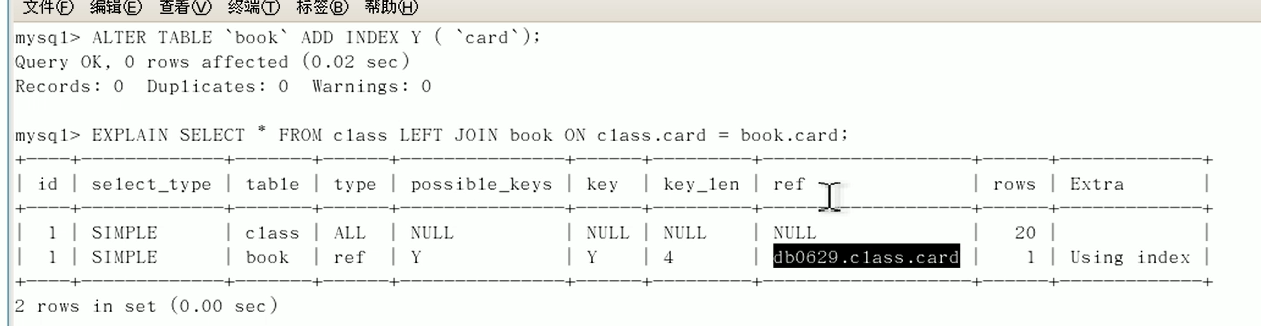 文件(F) 编辑(E) 查看(V) 终端(T) 标签(B) 帮助(H)
mysql> ALTER TABLE `book` ADD INDEX Y ( `card`);
Query OK, 0 rows affected (0.02 sec)
Records: 0  Duplicates: 0  Warnings: 0
mysql> EXPLAIN SELECT * FROM class LEFT JOIN book ON class.card = book.card;
+----+-------------+-------+------+---------------+------+---------+-------------------+------+-------------+
| id | select_type | table | type | possible_keys | key  | key_len | ref               | rows | Extra       |
+----+-------------+-------+------+---------------+------+---------+-------------------+------+-------------+
|  1 | SIMPLE      | class | ALL  | NULL          | NULL | NULL    | NULL              |   20 |             |
|  1 | SIMPLE      | book  | ref  | Y             | Y    | 4       | db0629.class.card |    1 | Using index |
+----+-------------+-------+------+---------------+------+---------+-------------------+------+-------------+
2 rows in set (0.00 sec)